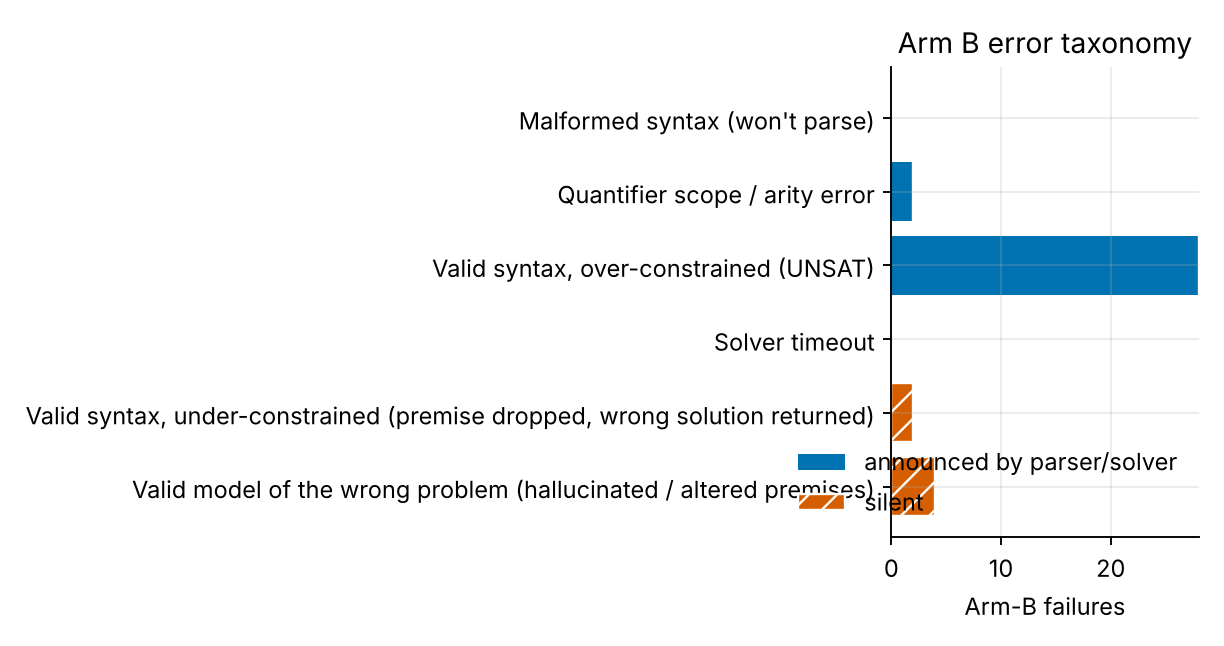 Arm B error taxonomy
Malformed syntax (won't parse)
Quantifier scope / arity error
Valid syntax, over-constrained (UNSAT)
Solver timeout
Valid syntax, under-constrained (premise dropped, wrong solution returned)
announced by parser/solver
Valid model of the wrong problem (hallucinated / altered premises)
silent
0 10 20
Arm-B failures